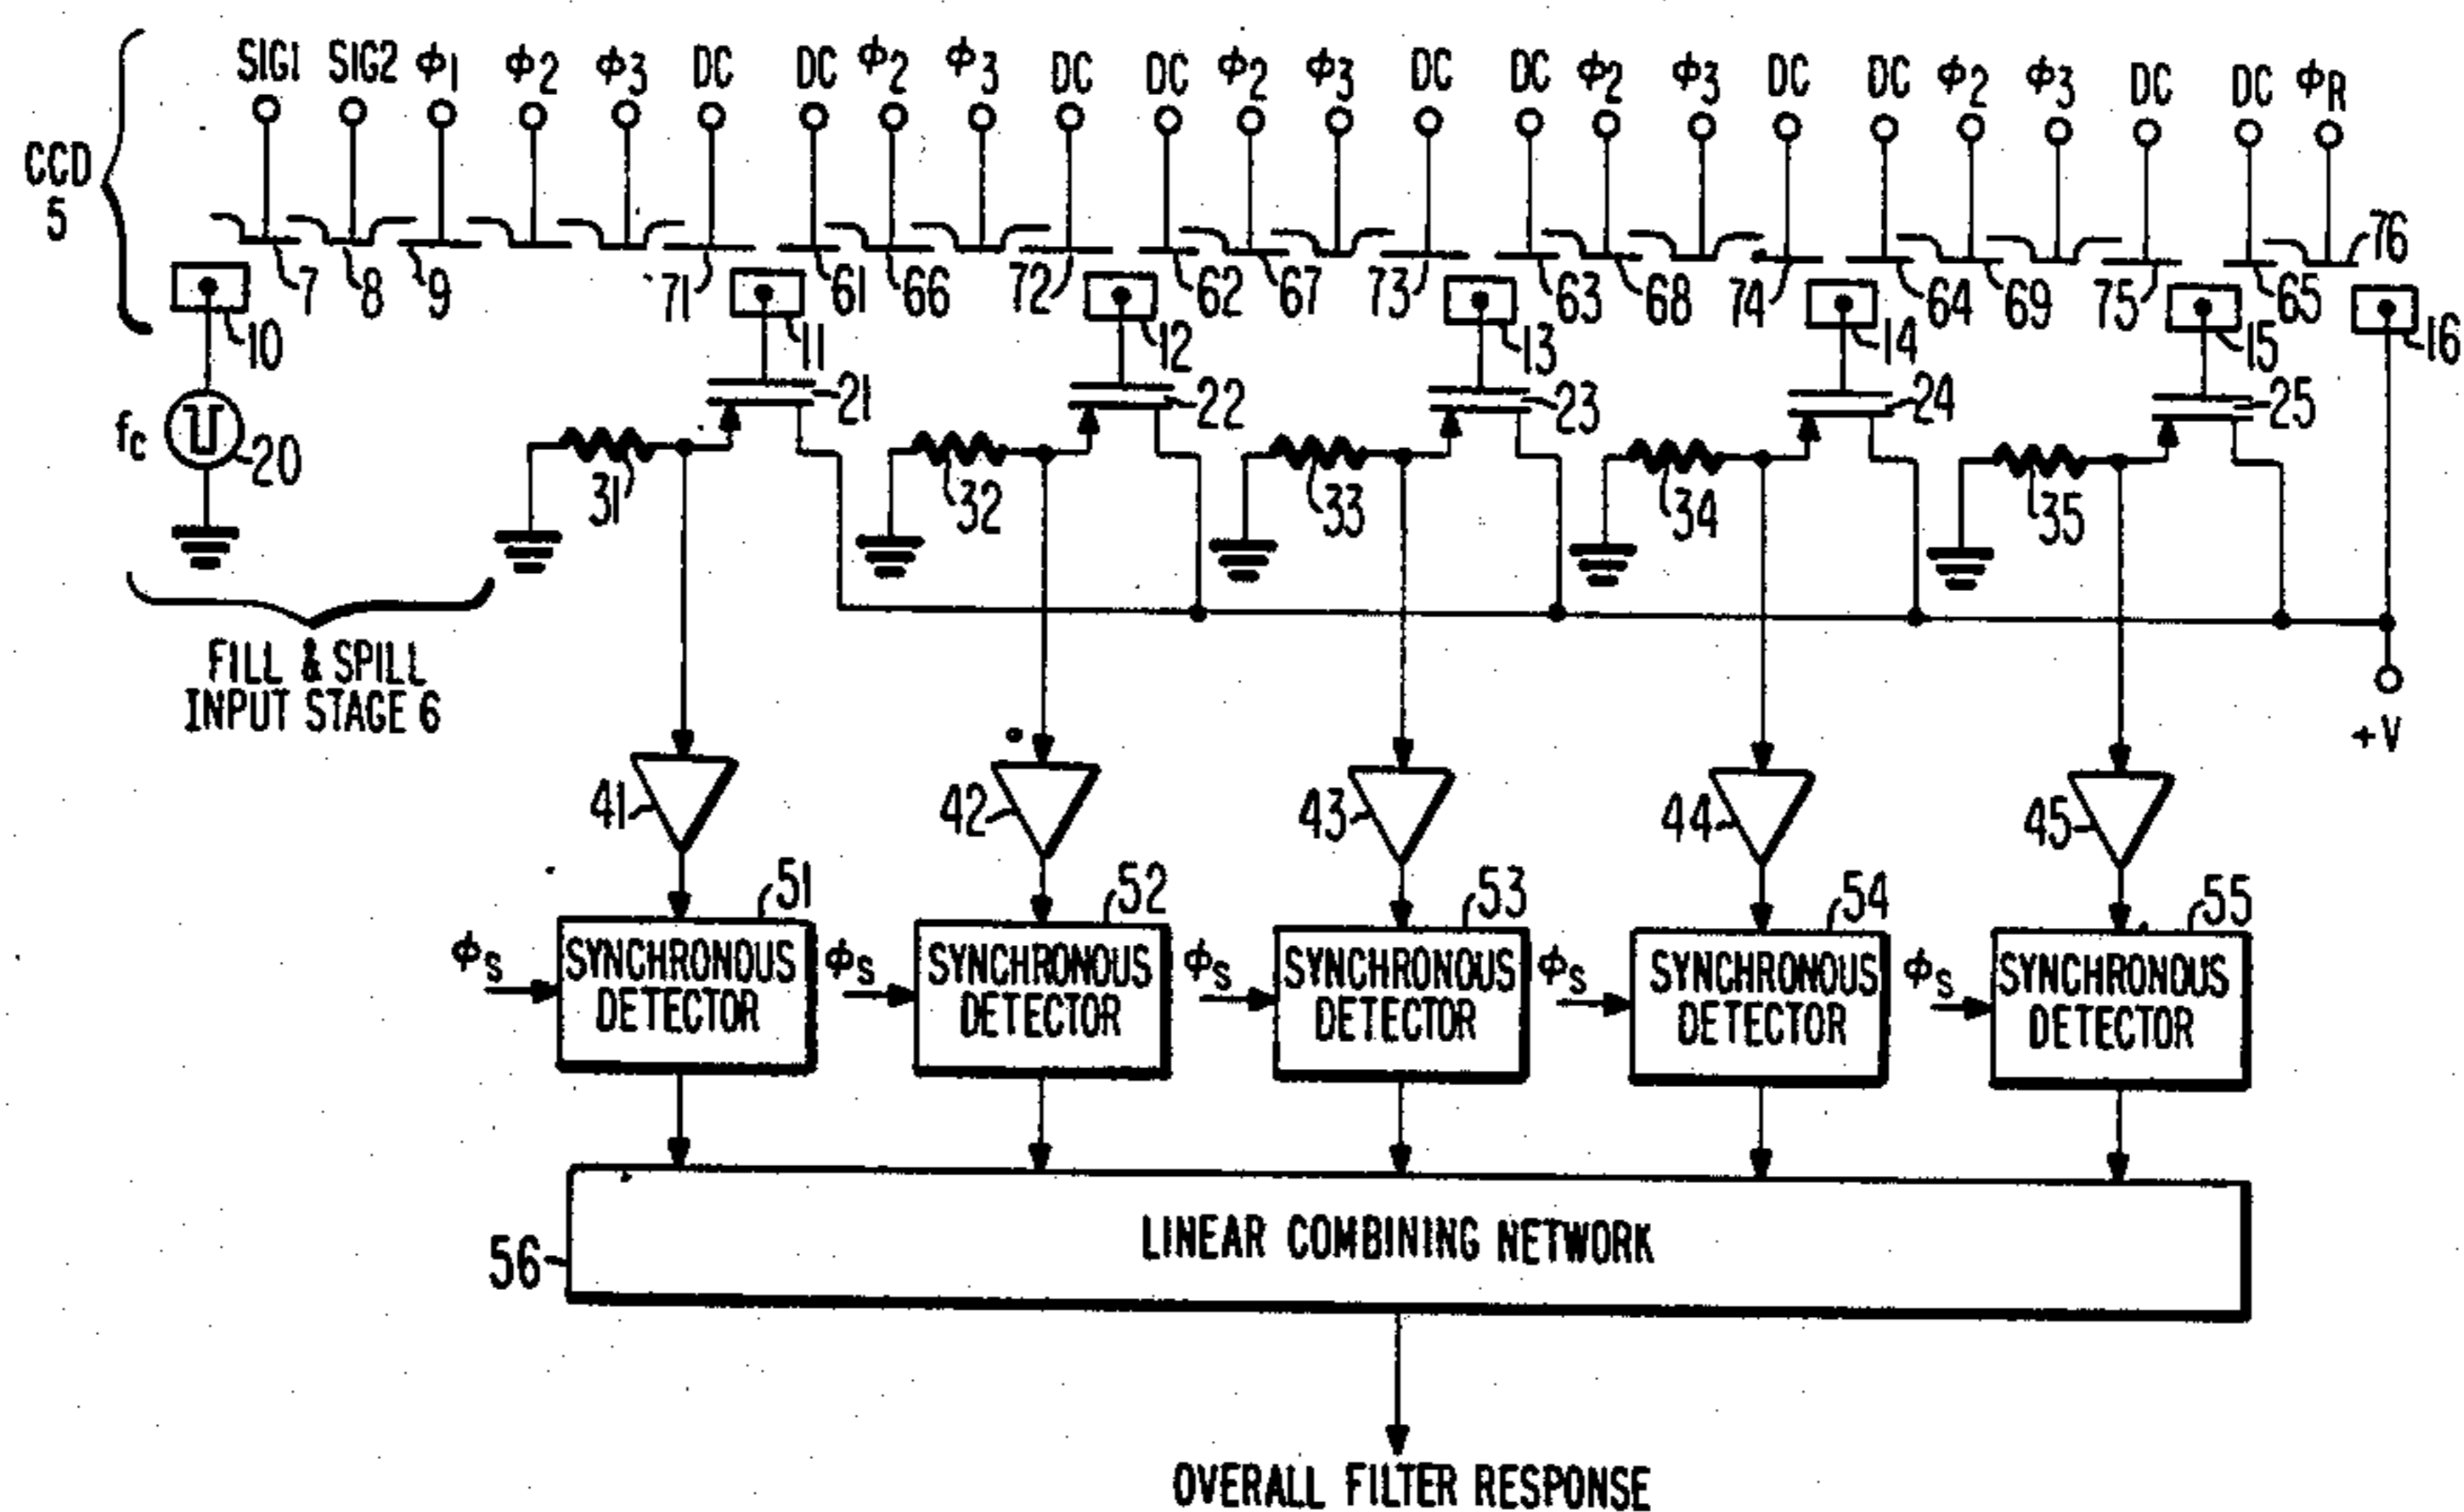 SIG1 SIG2 ϕ1 ϕ2 ϕ3 DC DC ϕ2 ϕ3 DC DC ϕ2 ϕ3 DC DC ϕ2 ϕ3 DC DC ϕ2 ϕ3 DC DC ϕR
CCD
5
7 8 9 71 61 66 72 62 67 73 63 68 74 64 69 75 65 76
10 11 12 13 14 15 16
fc 20 21 22 23 24 25
31 32 33 34 35
FILL & SPILL
INPUT STAGE 6
+V
41 42 43 44 45
51 52 53 54 55
ϕS SYNCHRONOUS ϕS SYNCHRONOUS ϕS SYNCHRONOUS ϕS SYNCHRONOUS ϕS SYNCHRONOUS
DETECTOR DETECTOR DETECTOR DETECTOR DETECTOR
56 LINEAR COMBINING NETWORK
OVERALL FILTER RESPONSE